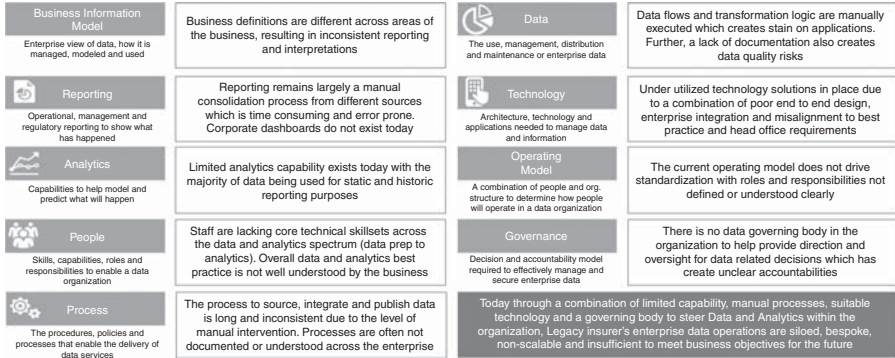 Business Information
Model
Enterprise view of data, how it is
managed, modeled and used
Business definitions are different across areas of
the business, resulting in inconsistent reporting
and interpretations
Reporting
Operational, management and
regulatory reporting to show what
has happened
Reporting remains largely a manual
consolidation process from different sources
which is time consuming and error prone.
Corporate dashboards do not exist today
Analytics
Capabilities to help model and
predict what will happen
Limited analytics capability exists today with the
majority of data being used for static and historic
reporting purposes
People
Skills, capabilities, roles and
responsibilities to enable a data
organization
Staff are lacking core technical skillsets across
the data and analytics spectrum (data prep to
analytics). Overall data and analytics best
practice is not well understood by the business
Process
The procedures, policies and
processes that enable the delivery of
data services
The process to source, integrate and publish data
is long and inconsistent due to the level of
manual intervention. Processes are often not
documented or understood across the enterprise
Data
The use, management, distribution
and maintenance or enterprise data
Data flows and transformation logic are manually
executed which creates stain on applications.
Further, a lack of documentation also creates
data quality risks
Technology
Architecture, technology and
applications needed to manage data
and information
Under utilized technology solutions in place due
to a combination of poor end to end design,
enterprise integration and misalignment to best
practice and head office requirements
Operating
Model
A combination of people and org.
structure to determine how people
will operate in a data organization
The current operating model does not drive
standardization with roles and responsibilities not
defined or understood clearly
Governance
Decision and accountability model
required to effectively manage and
secure enterprise data
There is no data governing body in the
organization to help provide direction and
oversight for data related decisions which has
create unclear accountabilities
Today through a combination of limited capability, manual processes, suitable
technology and a governing body to steer Data and Analytics within the
organization, Legacy insurer's enterprise data operations are siloed, bespoke,
non-scalable and insufficient to meet business objectives for the future